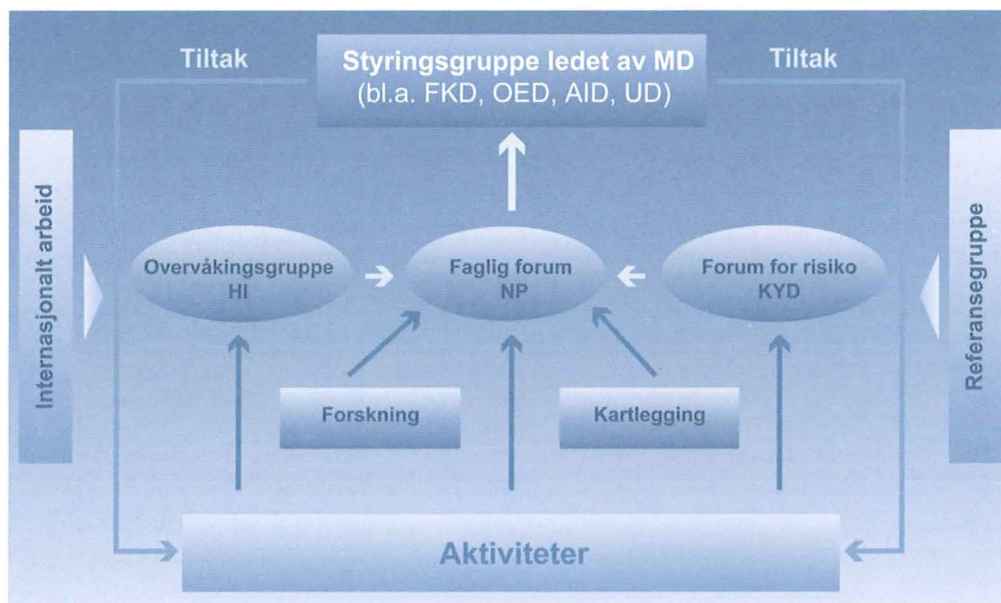 Tiltak
Styringsgruppe ledet av MD
(bl.a. FKD, OED, AID, UD)
Tiltak
Internasjonalt arbeid
Overvåkingsgruppe
HI
Faglig forum
NP
Forum for risiko
KYD
Referansegruppe
Forskning
Kartlegging
Aktiviteter